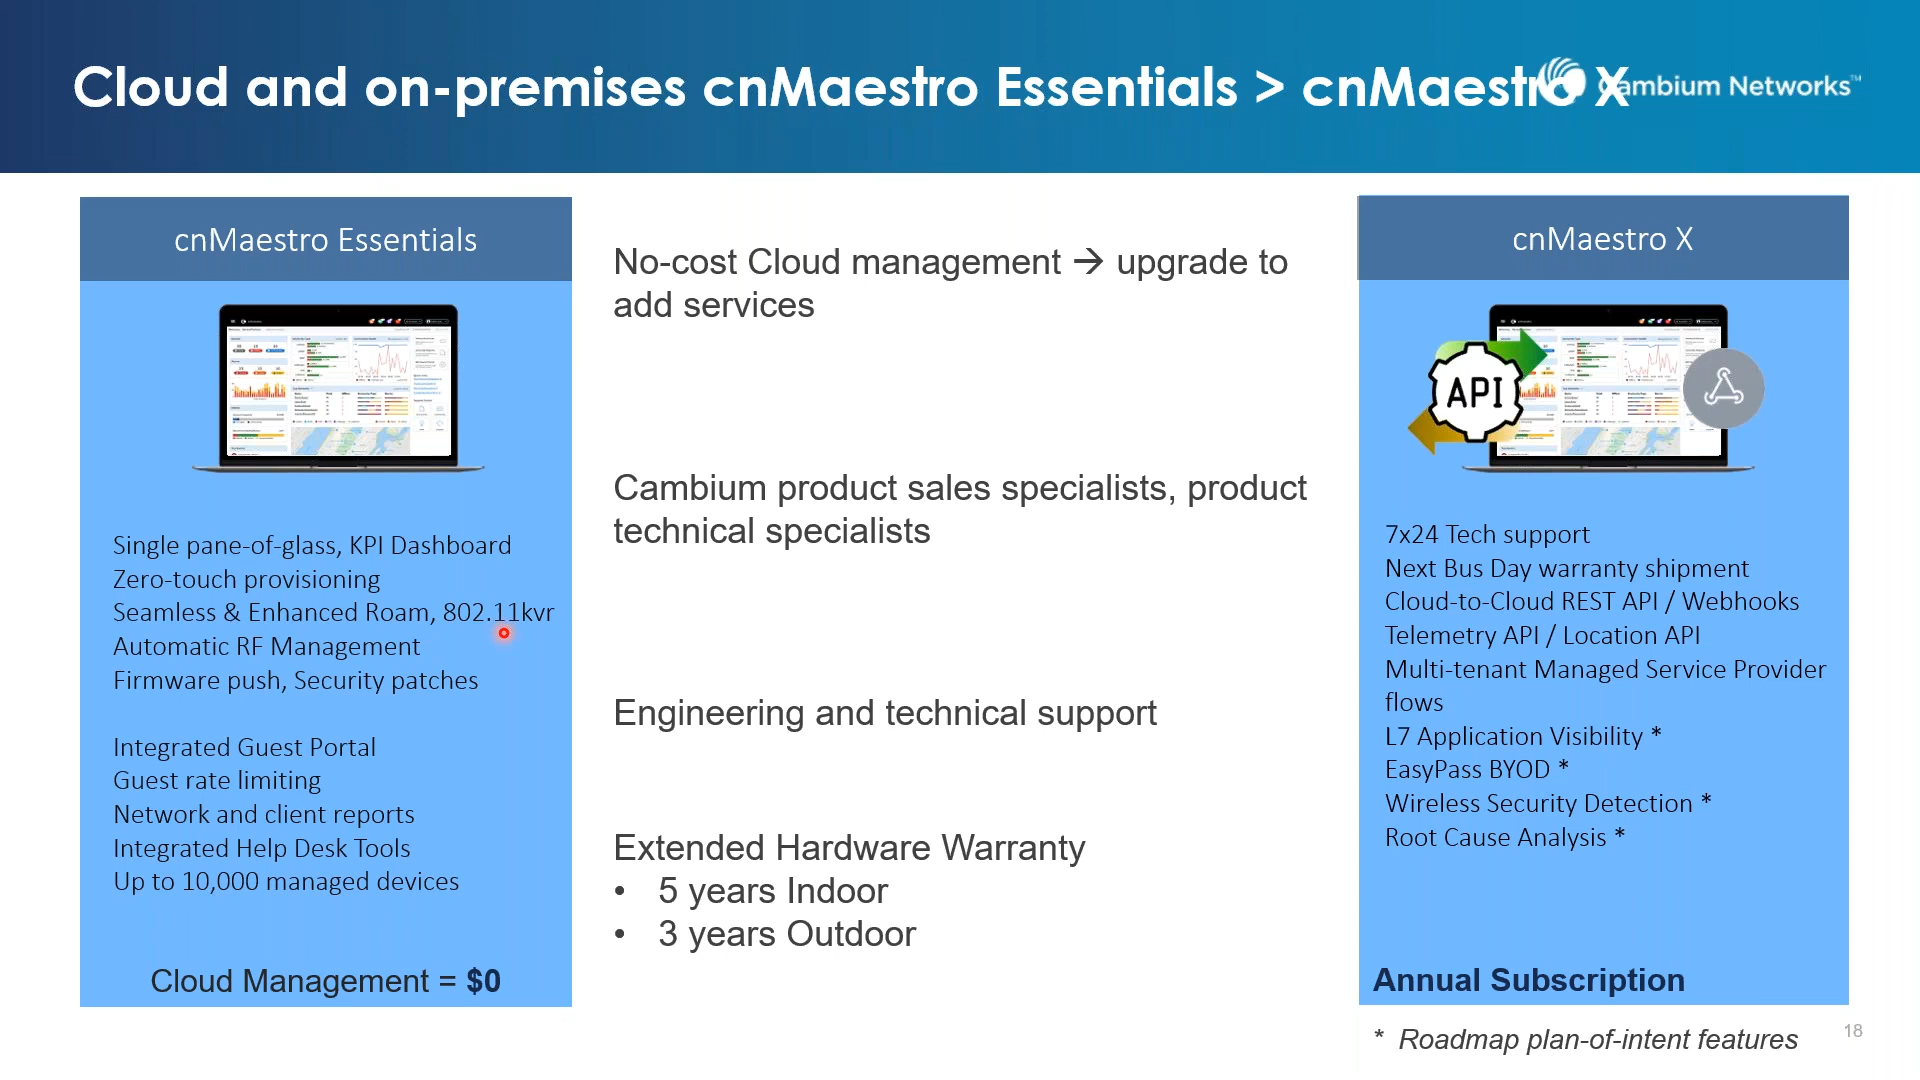 Cloud and on-premises cnMaestro Essentials > cnMaestro X
Cambium Networks™
cnMaestro Essentials
Single pane-of-glass, KPI Dashboard
Zero-touch provisioning
Seamless & Enhanced Roam, 802.11kvr
Automatic RF Management
Firmware push, Security patches
Integrated Guest Portal
Guest rate limiting
Network and client reports
Integrated Help Desk Tools
Up to 10,000 managed devices
Cloud Management = $0
No-cost Cloud management → upgrade to
add services
Cambium product sales specialists, product
technical specialists
Engineering and technical support
Extended Hardware Warranty
• 5 years Indoor
• 3 years Outdoor
cnMaestro X
API
7x24 Tech support
Next Bus Day warranty shipment
Cloud-to-Cloud REST API / Webhooks
Telemetry API / Location API
Multi-tenant Managed Service Provider
flows
L7 Application Visibility *
EasyPass BYOD *
Wireless Security Detection *
Root Cause Analysis *
Annual Subscription
* Roadmap plan-of-intent features
18